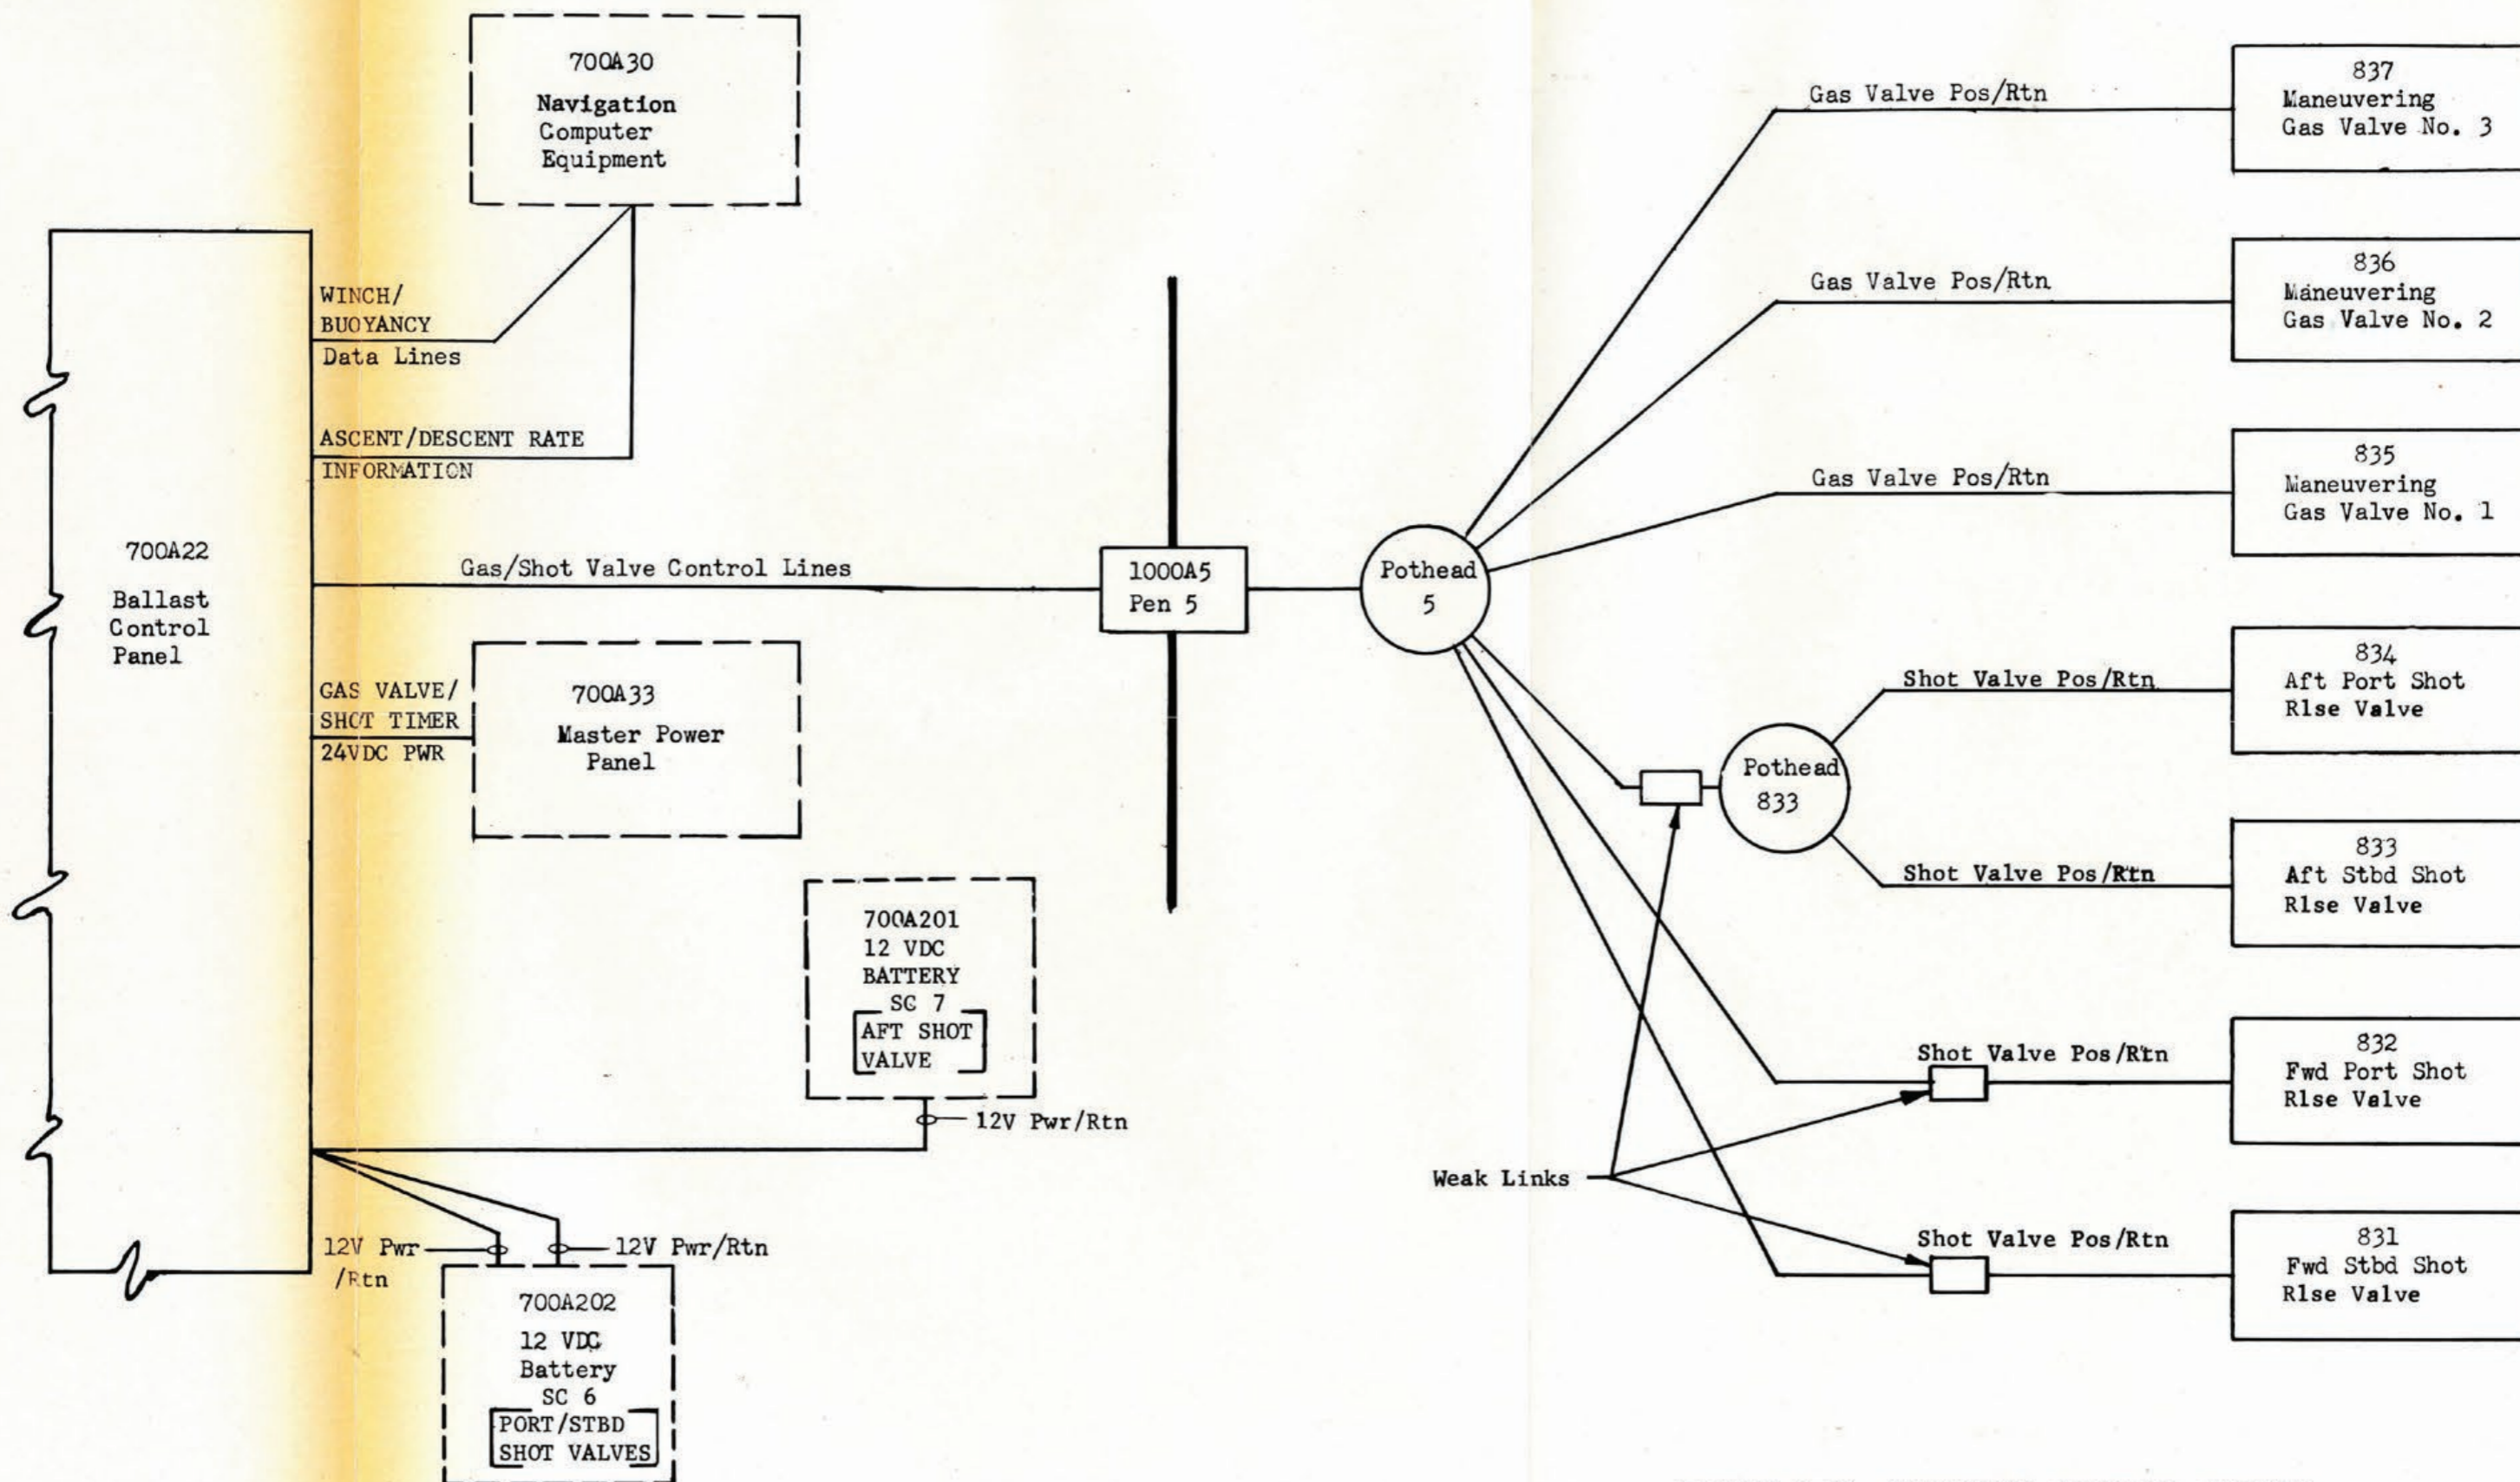 700A30
Navigation
Computer
Equipment
WINCH/
BUOYANCY
Data Lines
ASCENT/DESCENT RATE
INFORMATION
700A22
Ballast
Control
Panel
Gas/Shot Valve Control Lines
GAS VALVE/
SHOT TIMER
24VDC PWR
700A33
Master Power
Panel
700A201
12 VDC
BATTERY
SC 7
AFT SHOT
VALVE
12V Pwr/Rtn
12V Pwr
/Rtn
12V Pwr/Rtn
700A202
12 VDC
Battery
SC 6
PORT/STBD
SHOT VALVES
1000A5
Pen 5
Pothead
5
Gas Valve Pos/Rtn
837
Maneuvering
Gas Valve No. 3
Gas Valve Pos/Rtn
836
Maneuvering
Gas Valve No. 2
Gas Valve Pos/Rtn
835
Maneuvering
Gas Valve No. 1
Shot Valve Pos/Rtn
834
Aft Port Shot
Rlse Valve
Pothead
833
Shot Valve Pos/Rtn
833
Aft Stbd Shot
Rlse Valve
Shot Valve Pos/Rtn
832
Fwd Port Shot
Rlse Valve
Weak Links
Shot Valve Pos/Rtn
831
Fwd Stbd Shot
Rlse Valve